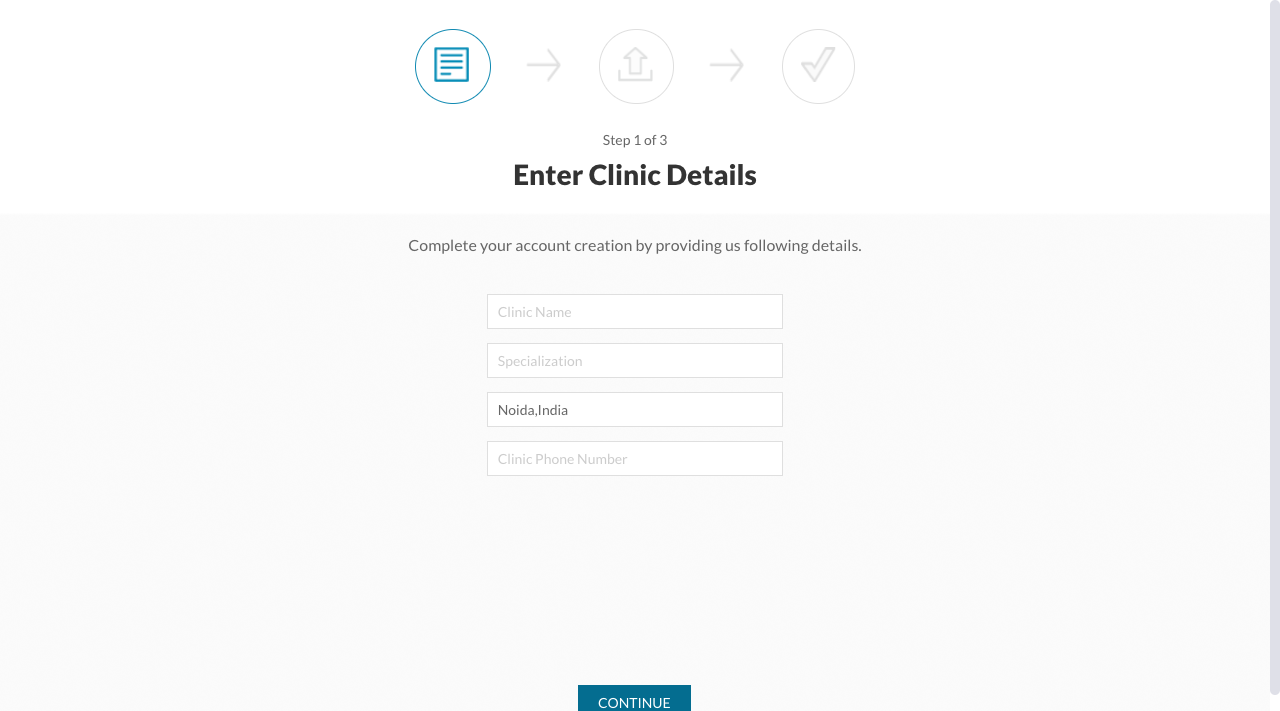 Step 1 of 3
Enter Clinic Details
Complete your account creation by providing us following details.
Clinic Name
Specialization
Noida,India
Clinic Phone Number
CONTINUE